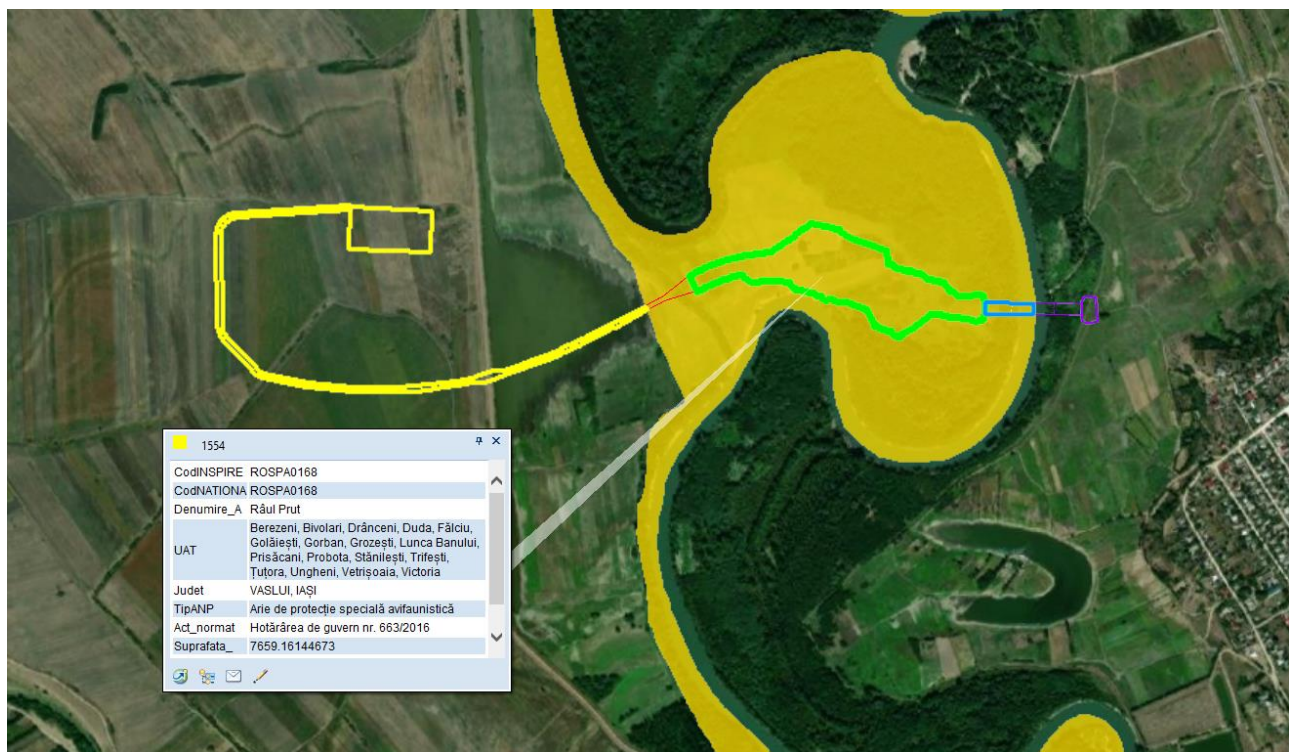 1554
CodINSPIRE ROSPA0168
CodNATIONA ROSPA0168
Denumire_A Râul Prut
UAT Berezeni, Bivolari, Drânceni, Duda, Fălciu,
Golăiești, Gorban, Grozești, Lunca Banului,
Prisăcani, Probota, Stănilești, Trifești,
Țuțora, Ungheni, Vetrișoaia, Victoria
Judet VASLUI, IAȘI
TipANP Arie de protecție specială avifaunistică
Act_normat Hotărârea de guvern nr. 663/2016
Suprafata_ 7659.16144673